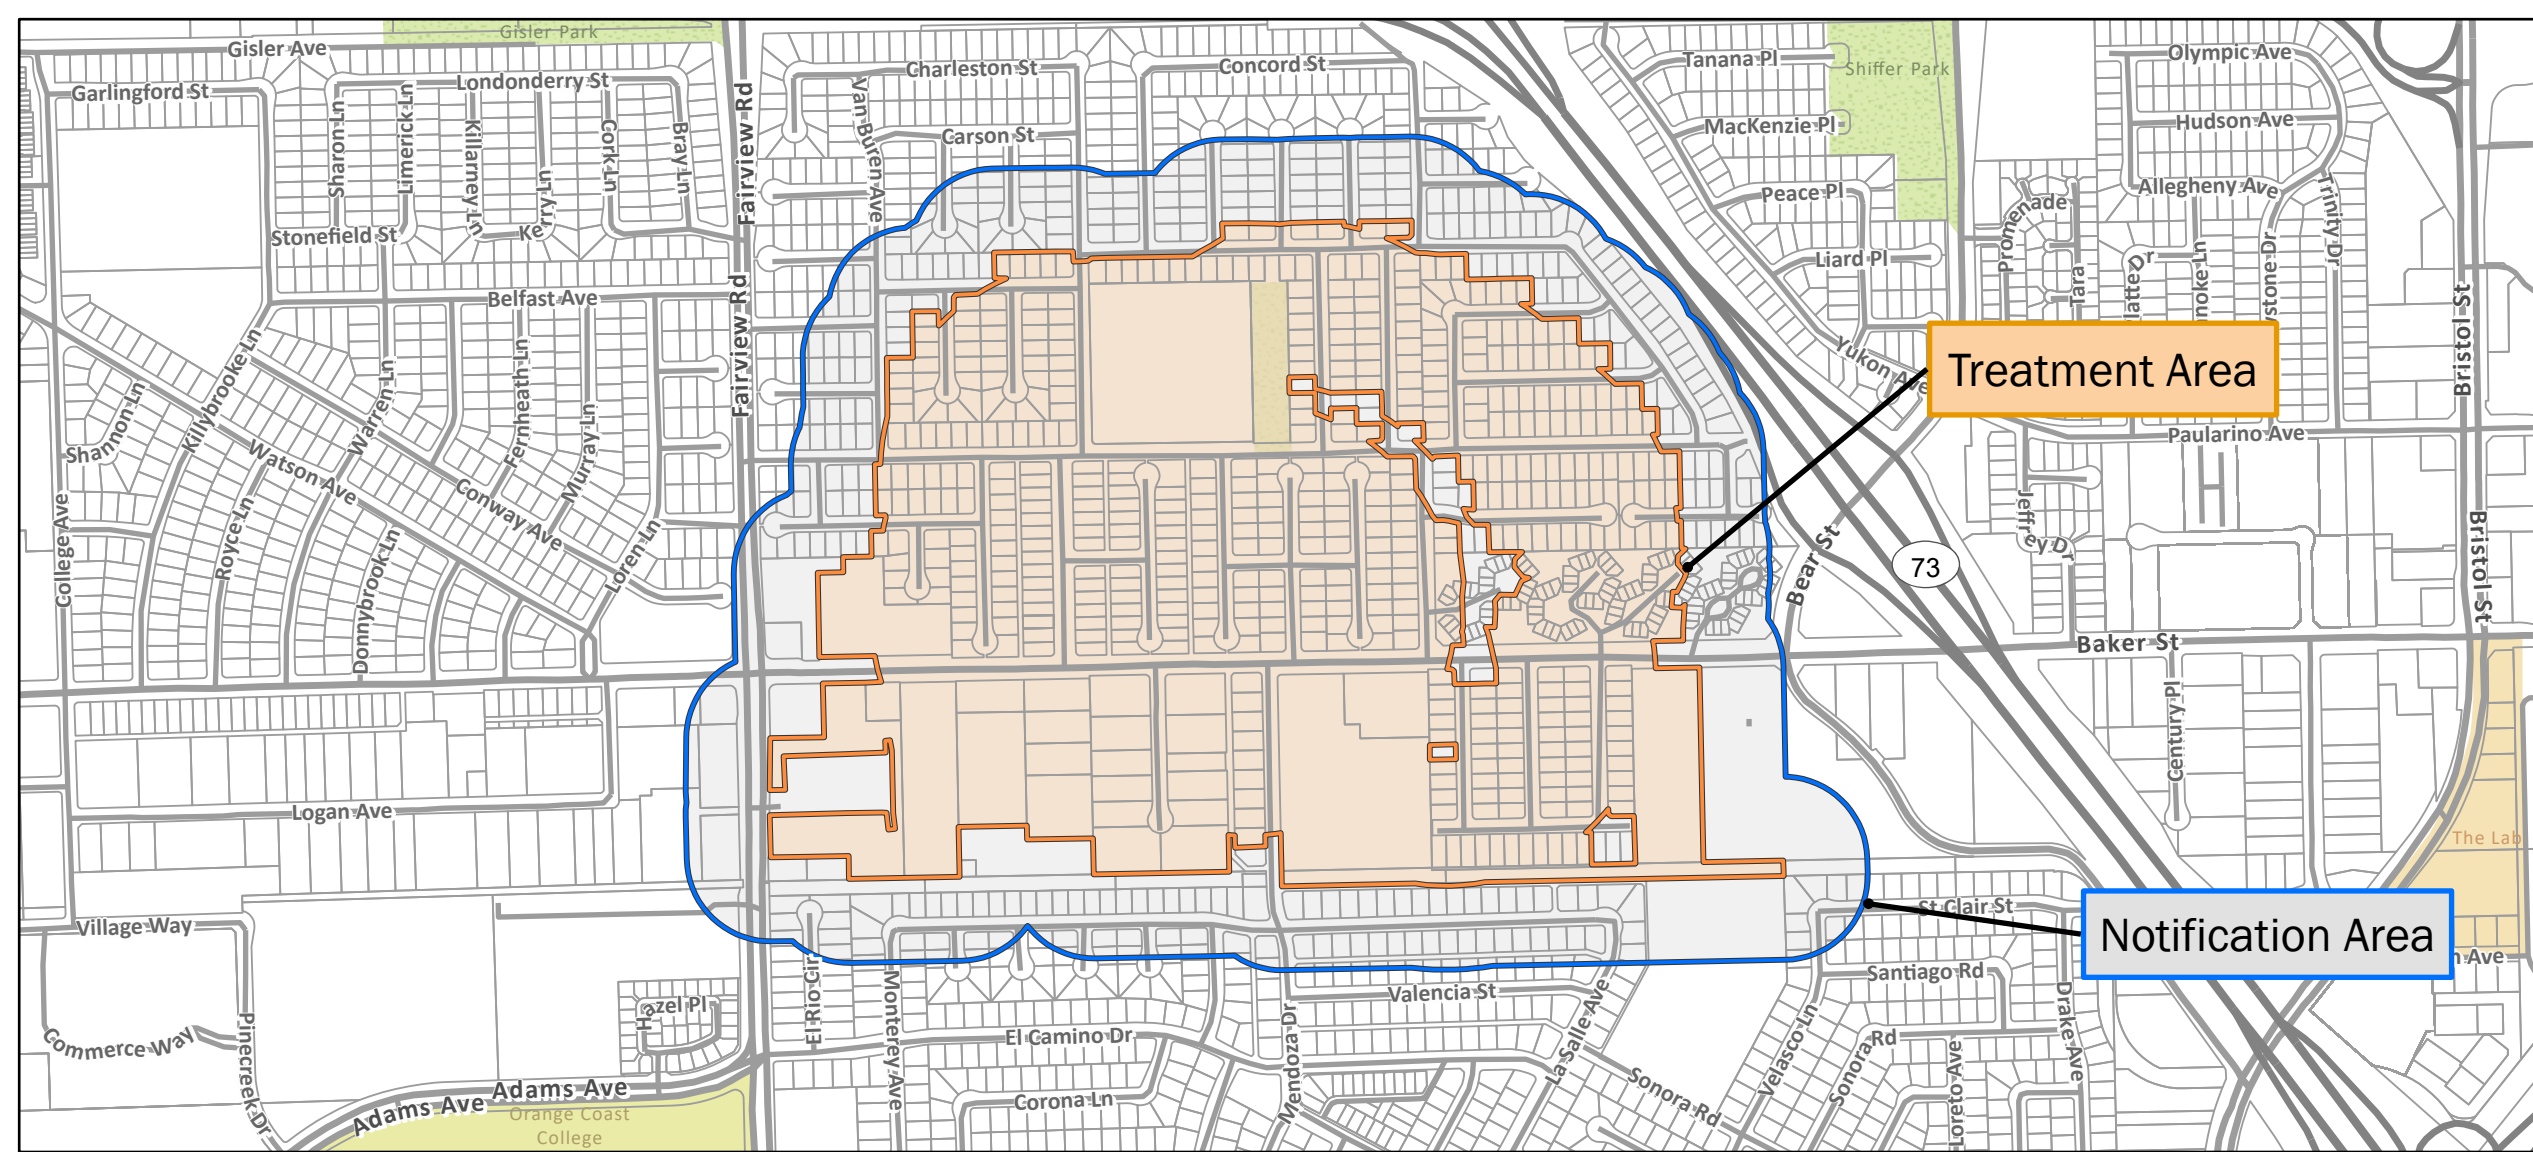 Gisler Park
Gisler Ave
Garlingford St
Londonderry St
Sharon Ln
Limerick Ln
Killarney Ln
Kerry Ln
Cork Ln
Bray Ln
Stonefield St
Belfast Ave
Fairview Rd
Fairview Rd
Charleston St
Van Buren Ave
Carson St
Concord St
Tanana Pl
Shiffer Park
MacKenzie Pl
Peace Pl
Liard Pl
Yukon Ave
Olympic Ave
Hudson Ave
Allegheny Ave
Trinity Dr
Promenade
Tara
latte Dr
noke Ln
ystone Dr
Bristol St
Treatment Area
Paularino Ave
Shannon Ln
Killybrooke Ln
Warren Ln
Fernheath Ln
Murray Ln
Watson Ave
Conway Ave
Royce Ln
Donnybrook Ln
Loren Ln
College Ave
Jeffrey Dr
Bristol St
Bear St
73
Baker St
Century Pl
Logan Ave
The Lab
Village Way
St Clair St
Notification Area
n Ave
Santiago Rd
Hazel Pl
El Rio Cir
Monterey Ave
El Camino Dr
Valencia St
Mendoza Dr
La Salle Ave
Sonora Rd
Velasco Ln
Sonora Rd
Loreto Ave
Drake Ave
Commerce Way
Pinecreek Dr
Adams Ave
Adams Ave
Corona Ln
Orange Coast
College